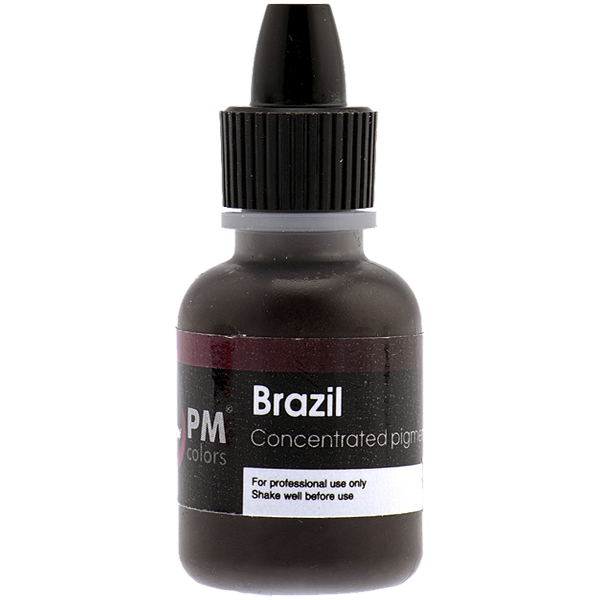 PM®
colors
Brazil
Concentrated
For professional use only
Shake well before use